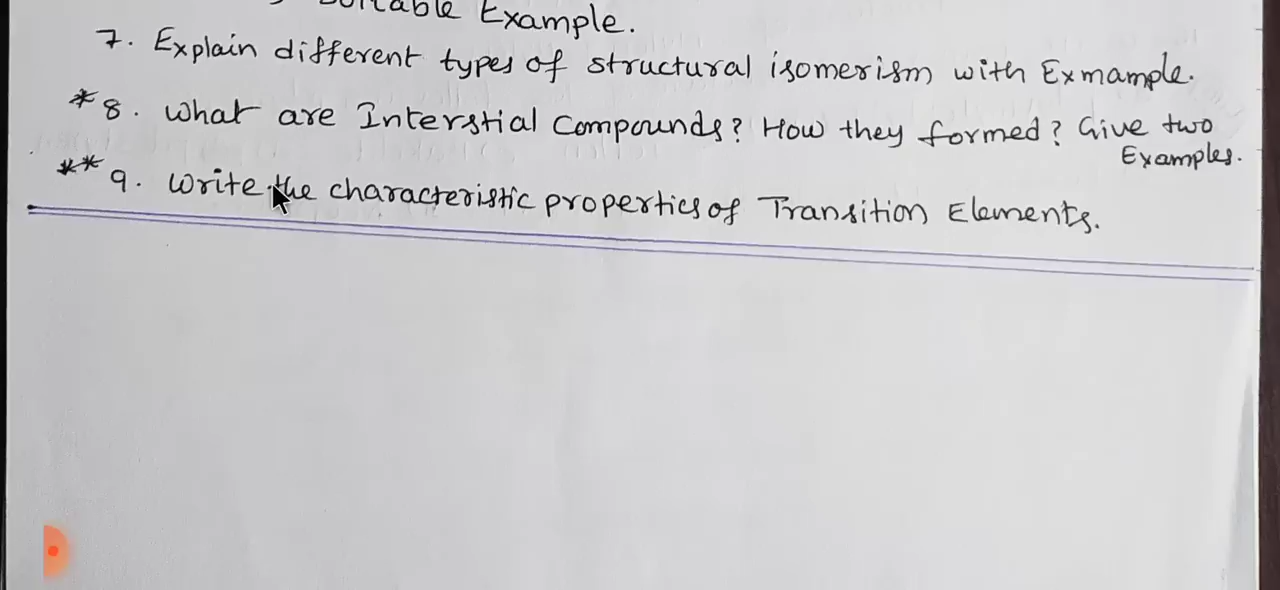 Suitable Example.
7. Explain different types of structural isomerism with Exmample.
*8. What are Interstial Compounds? How they formed? Give two
Examples.
**9. Write the characteristic properties of Transition Elements.